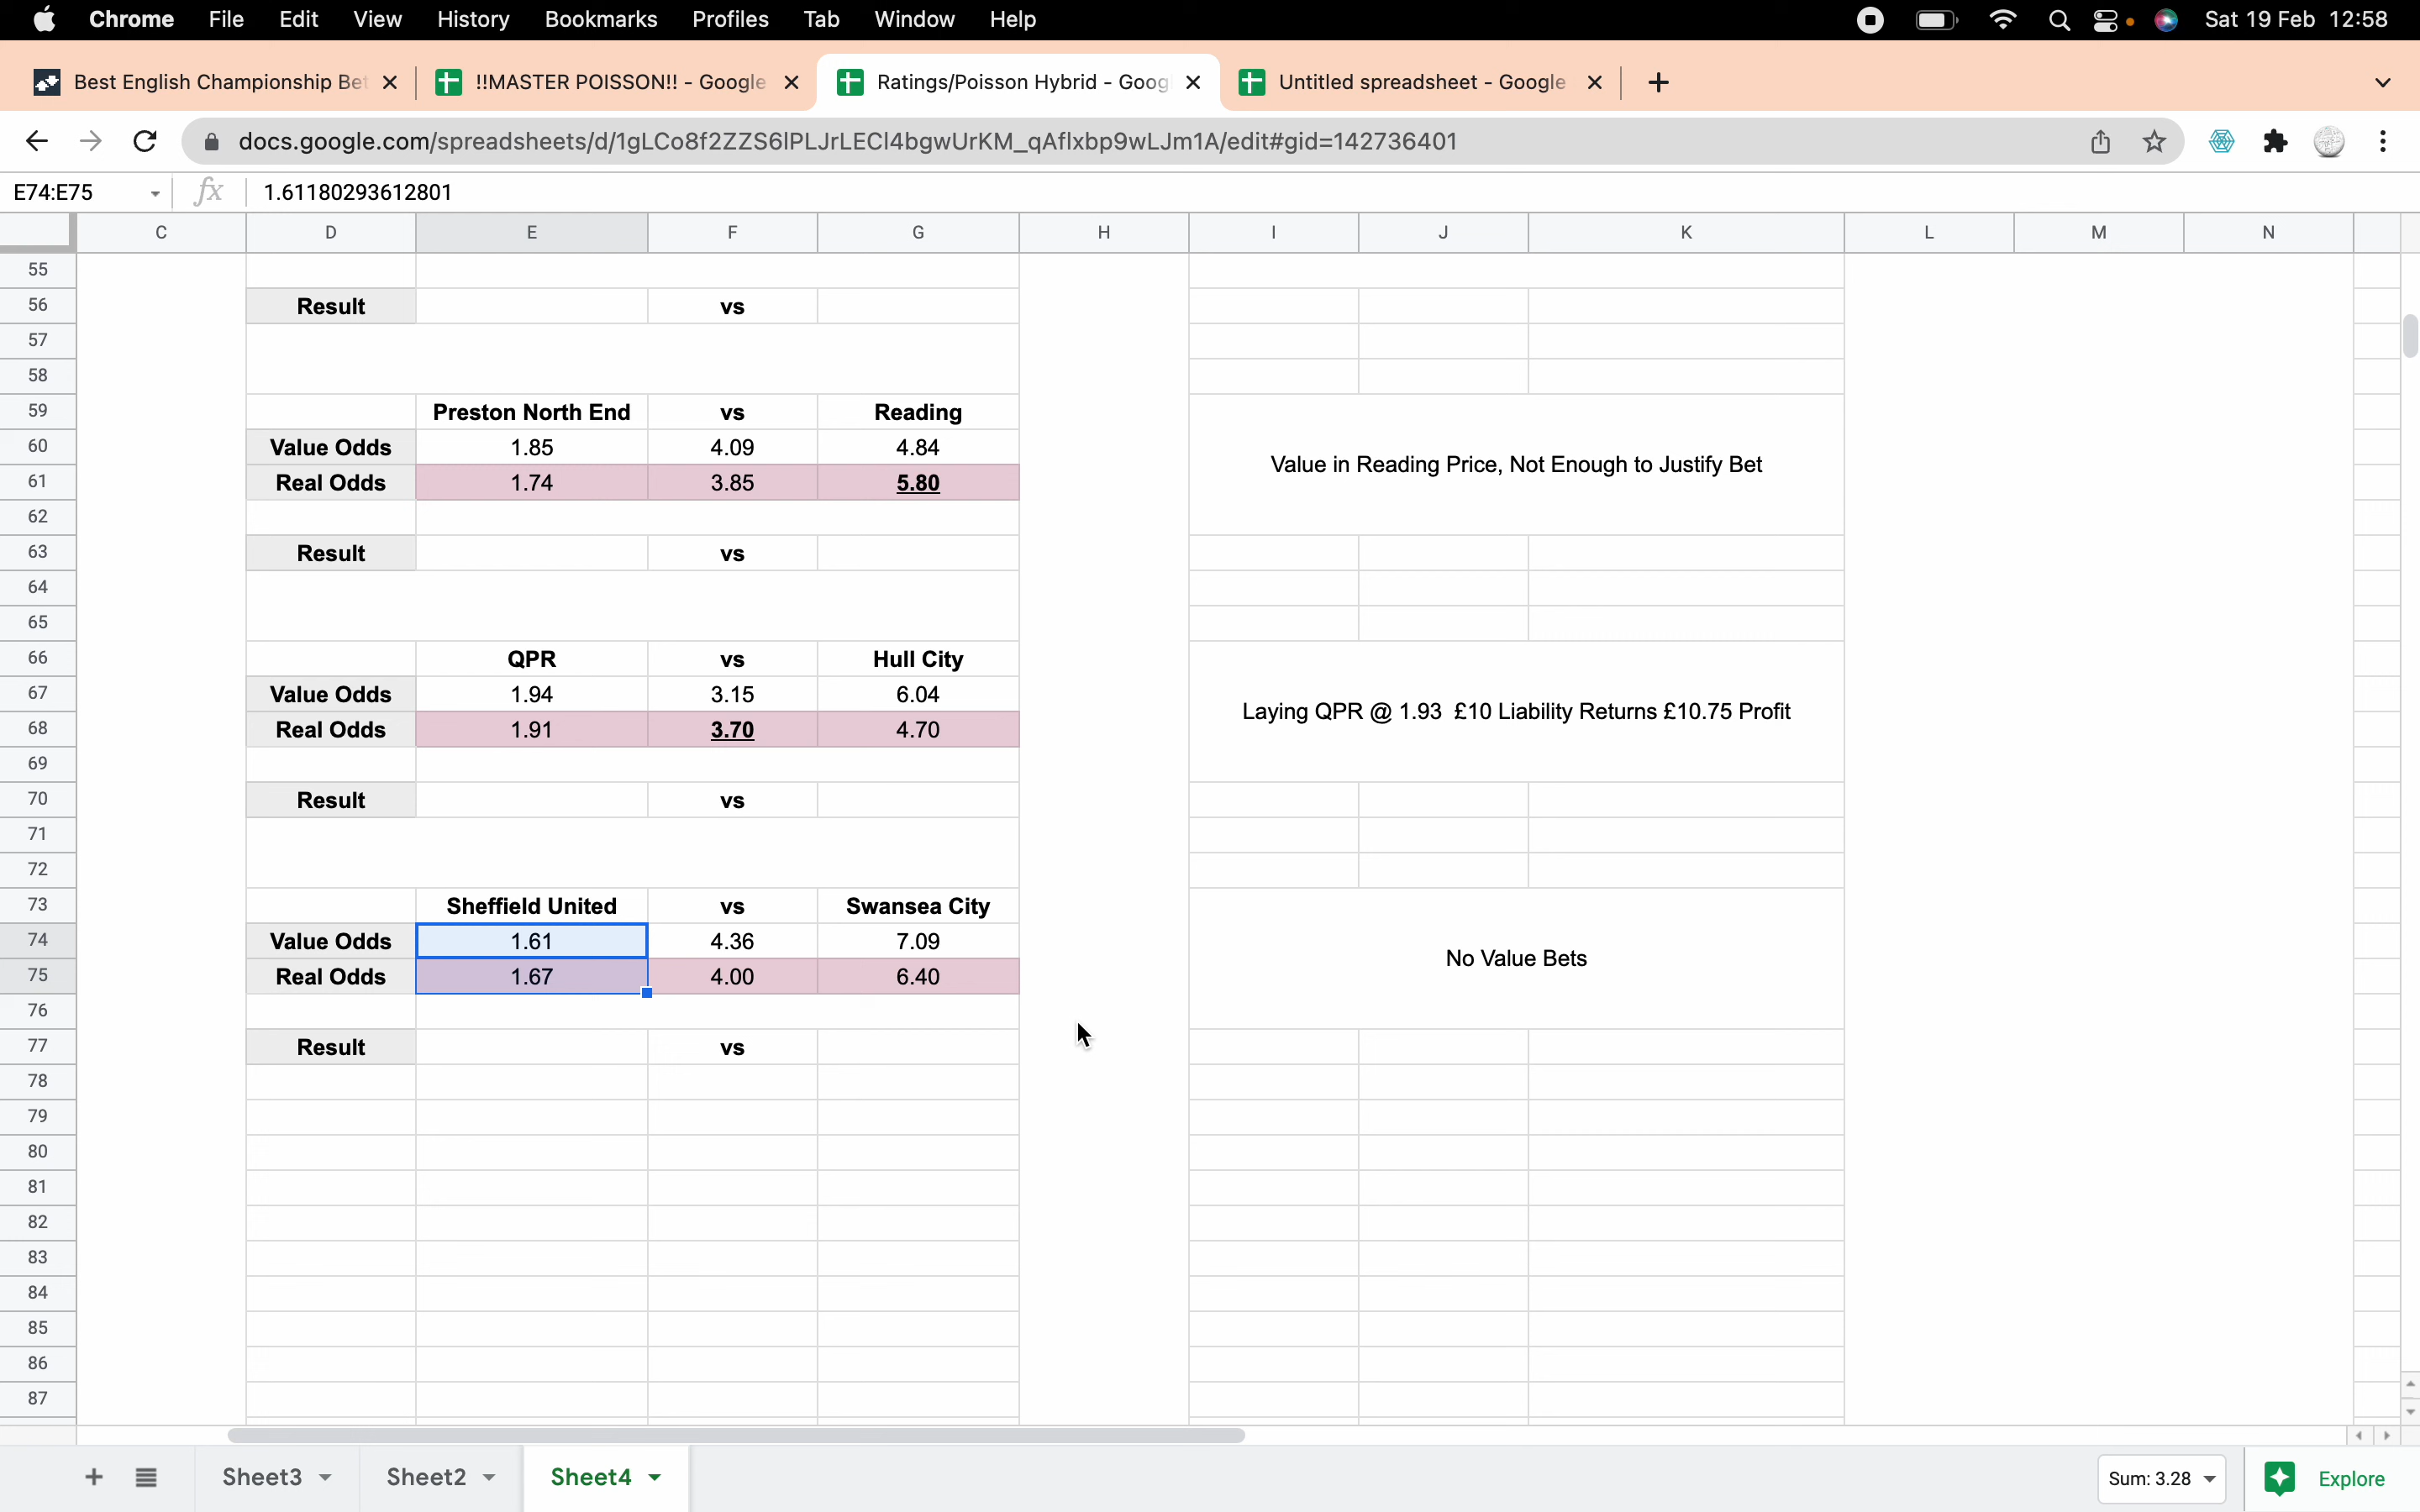 Chrome File Edit View History Bookmarks Profiles Tab Window Help Sat 19 Feb 12:58
Best English Championship Bet !!MASTER POISSON!! - Google Ratings/Poisson Hybrid - Goog Untitled spreadsheet - Google
docs.google.com/spreadsheets/d/1gLCo8f2ZZS6IPLJrLECl4bgwUrKM_qAflxbp9wLJm1A/edit#gid=142736401
E74:E75 fx 1.61180293612801
C D E F G H I J K L M N
55
56 Result vs
57
58
59 Preston North End vs Reading
60 Value Odds 1.85 4.09 4.84
Value in Reading Price, Not Enough to Justify Bet
61 Real Odds 1.74 3.85 5.80
62
63 Result vs
64
65
66 QPR vs Hull City
67 Value Odds 1.94 3.15 6.04
Laying QPR @ 1.93 £10 Liability Returns £10.75 Profit
68 Real Odds 1.91 3.70 4.70
69
70 Result vs
71
72
73 Sheffield United vs Swansea City
74 Value Odds 1.61 4.36 7.09
No Value Bets
75 Real Odds 1.67 4.00 6.40
76
77 Result vs
78
79
80
81
82
83
84
85
86
87
Sheet3 Sheet2 Sheet4 Sum: 3.28 Explore